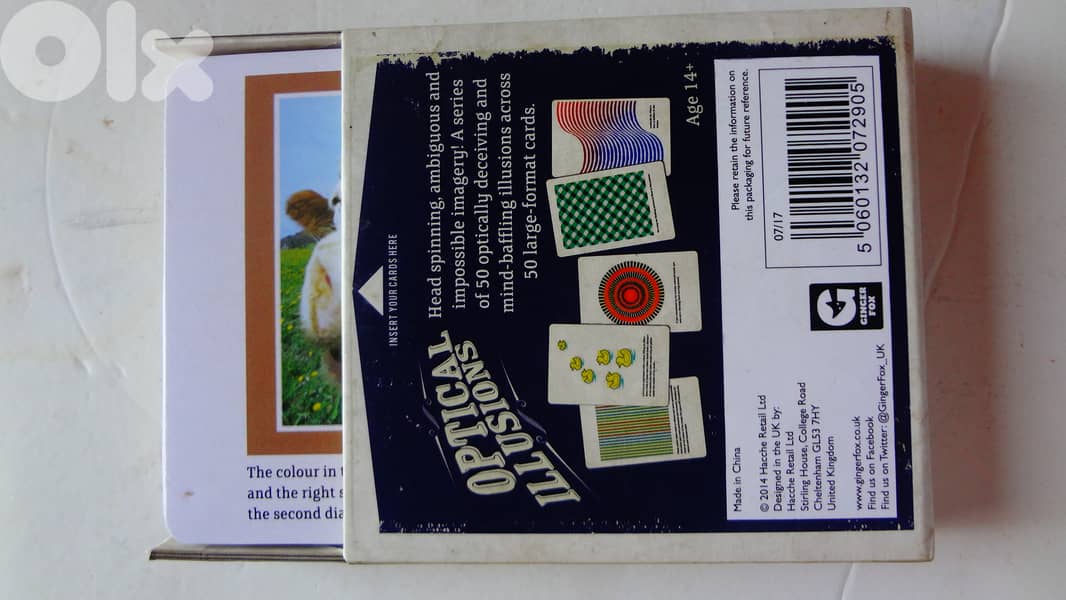 olx
The colour in t
and the right s
the second dia
INSERT YOUR CARDS HERE
OPTICAL
ILLUSIONS
Head spinning, ambiguous and
impossible imagery! A series
of 50 optically deceiving and
mind-baffling illusions across
50 large-format cards.
Age 14+
Please retain the information on
this packaging for future reference.
07/17
5 060132 072905
GINGER
FOX
Made in China
© 2014 Hacche Retail Ltd
Designed in the UK by:
Hacche Retail Ltd
Stirling House, College Road
Cheltenham GL53 7HY
United Kingdom
www.gingerfox.co.uk
Find us on Facebook
Find us on Twitter: @GingerFox_UK